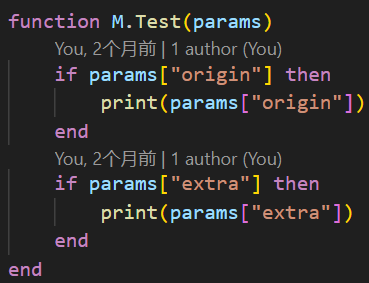 function M.Test(params)
You, 2个月前 | 1 author (You)
if params["origin"] then
print(params["origin"])
end
You, 2个月前 | 1 author (You)
if params["extra"] then
print(params["extra"])
end
end